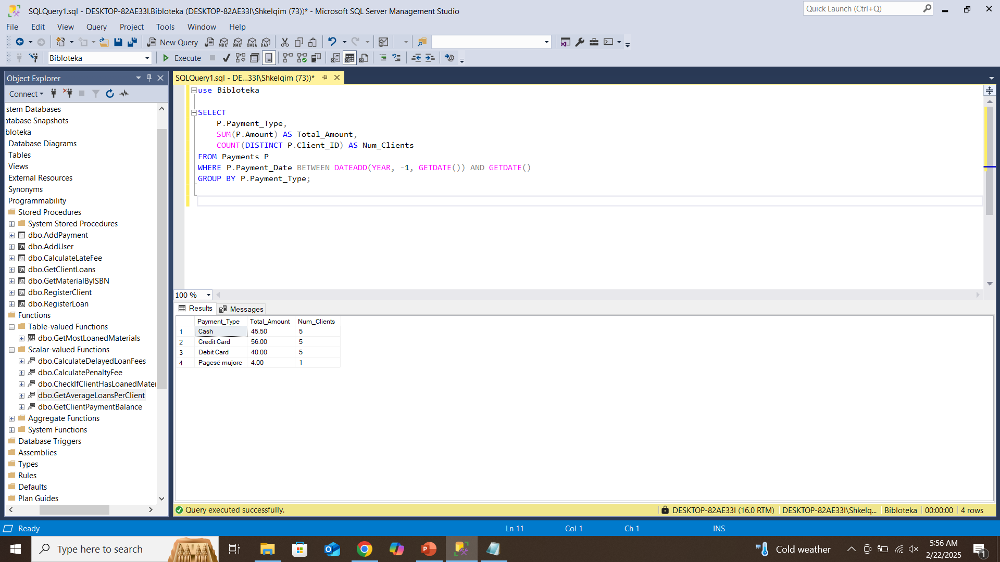 SQLQuery1.sql - DESKTOP-82AE33I.Bibloteka (DESKTOP-82AE33I\Shkelqim (73))* - Microsoft SQL Server Management Studio
Quick Launch (Ctrl+Q)
File Edit View Query Project Tools Window Help
New Query
MDX DMX XMLA DAX
Bibloteka
Execute
Object Explorer
Connect
stem Databases
atabase Snapshots
bloteka
Database Diagrams
Tables
Views
External Resources
Synonyms
Programmability
Stored Procedures
System Stored Procedures
dbo.AddPayment
dbo.AddUser
dbo.CalculateLateFee
dbo.GetClientLoans
dbo.GetMaterialByISBN
dbo.RegisterClient
dbo.RegisterLoan
Functions
Table-valued Functions
dbo.GetMostLoanedMaterials
Scalar-valued Functions
dbo.CalculateDelayedLoanFees
dbo.CalculatePenaltyFee
dbo.CheckIfClientHasLoanedMater
dbo.GetAverageLoansPerClient
dbo.GetClientPaymentBalance
Aggregate Functions
System Functions
Database Triggers
Assemblies
Types
Rules
Defaults
Plan Guides
SQLQuery1.sql - DE...33I\Shkelqim (73))*
use Bibloteka
SELECT
P.Payment_Type,
SUM(P.Amount) AS Total_Amount,
COUNT(DISTINCT P.Client_ID) AS Num_Clients
FROM Payments P
WHERE P.Payment_Date BETWEEN DATEADD(YEAR, -1, GETDATE()) AND GETDATE()
GROUP BY P.Payment_Type;
100 %
Results Messages
Payment_Type Total_Amount Num_Clients
1 Cash 45.50 5
2 Credit Card 56.00 5
3 Debit Card 40.00 5
4 Pagesë mujore 4.00 1
Query executed successfully.
DESKTOP-82AE33I (16.0 RTM) DESKTOP-82AE33I\Shkelq... Bibloteka 00:00:00 4 rows
Ready
Ln 11 Col 1 Ch 1 INS
Type here to search
Cold weather
5:56 AM
2/22/2025
1